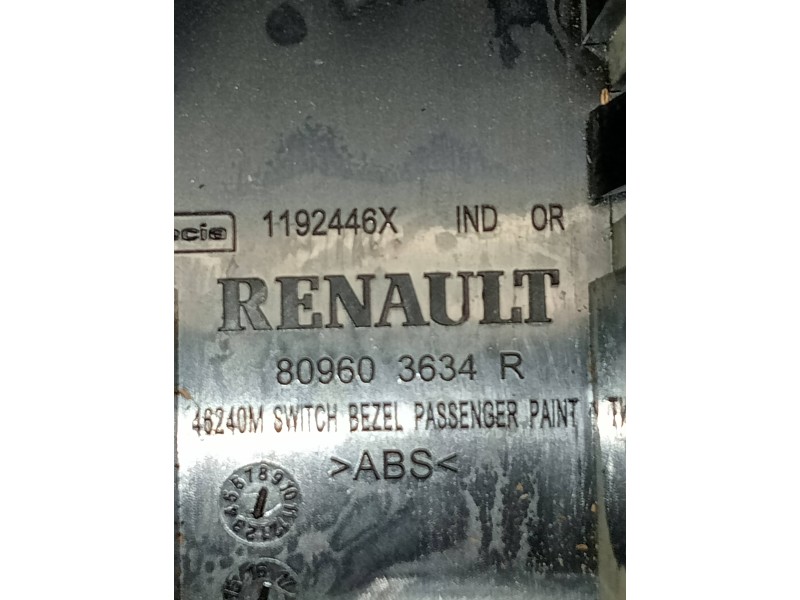 1192446X IND OR
RENAULT
80960 3634 R
46240M SWITCH BEZEL PASSENGER PAINT
>ABS<